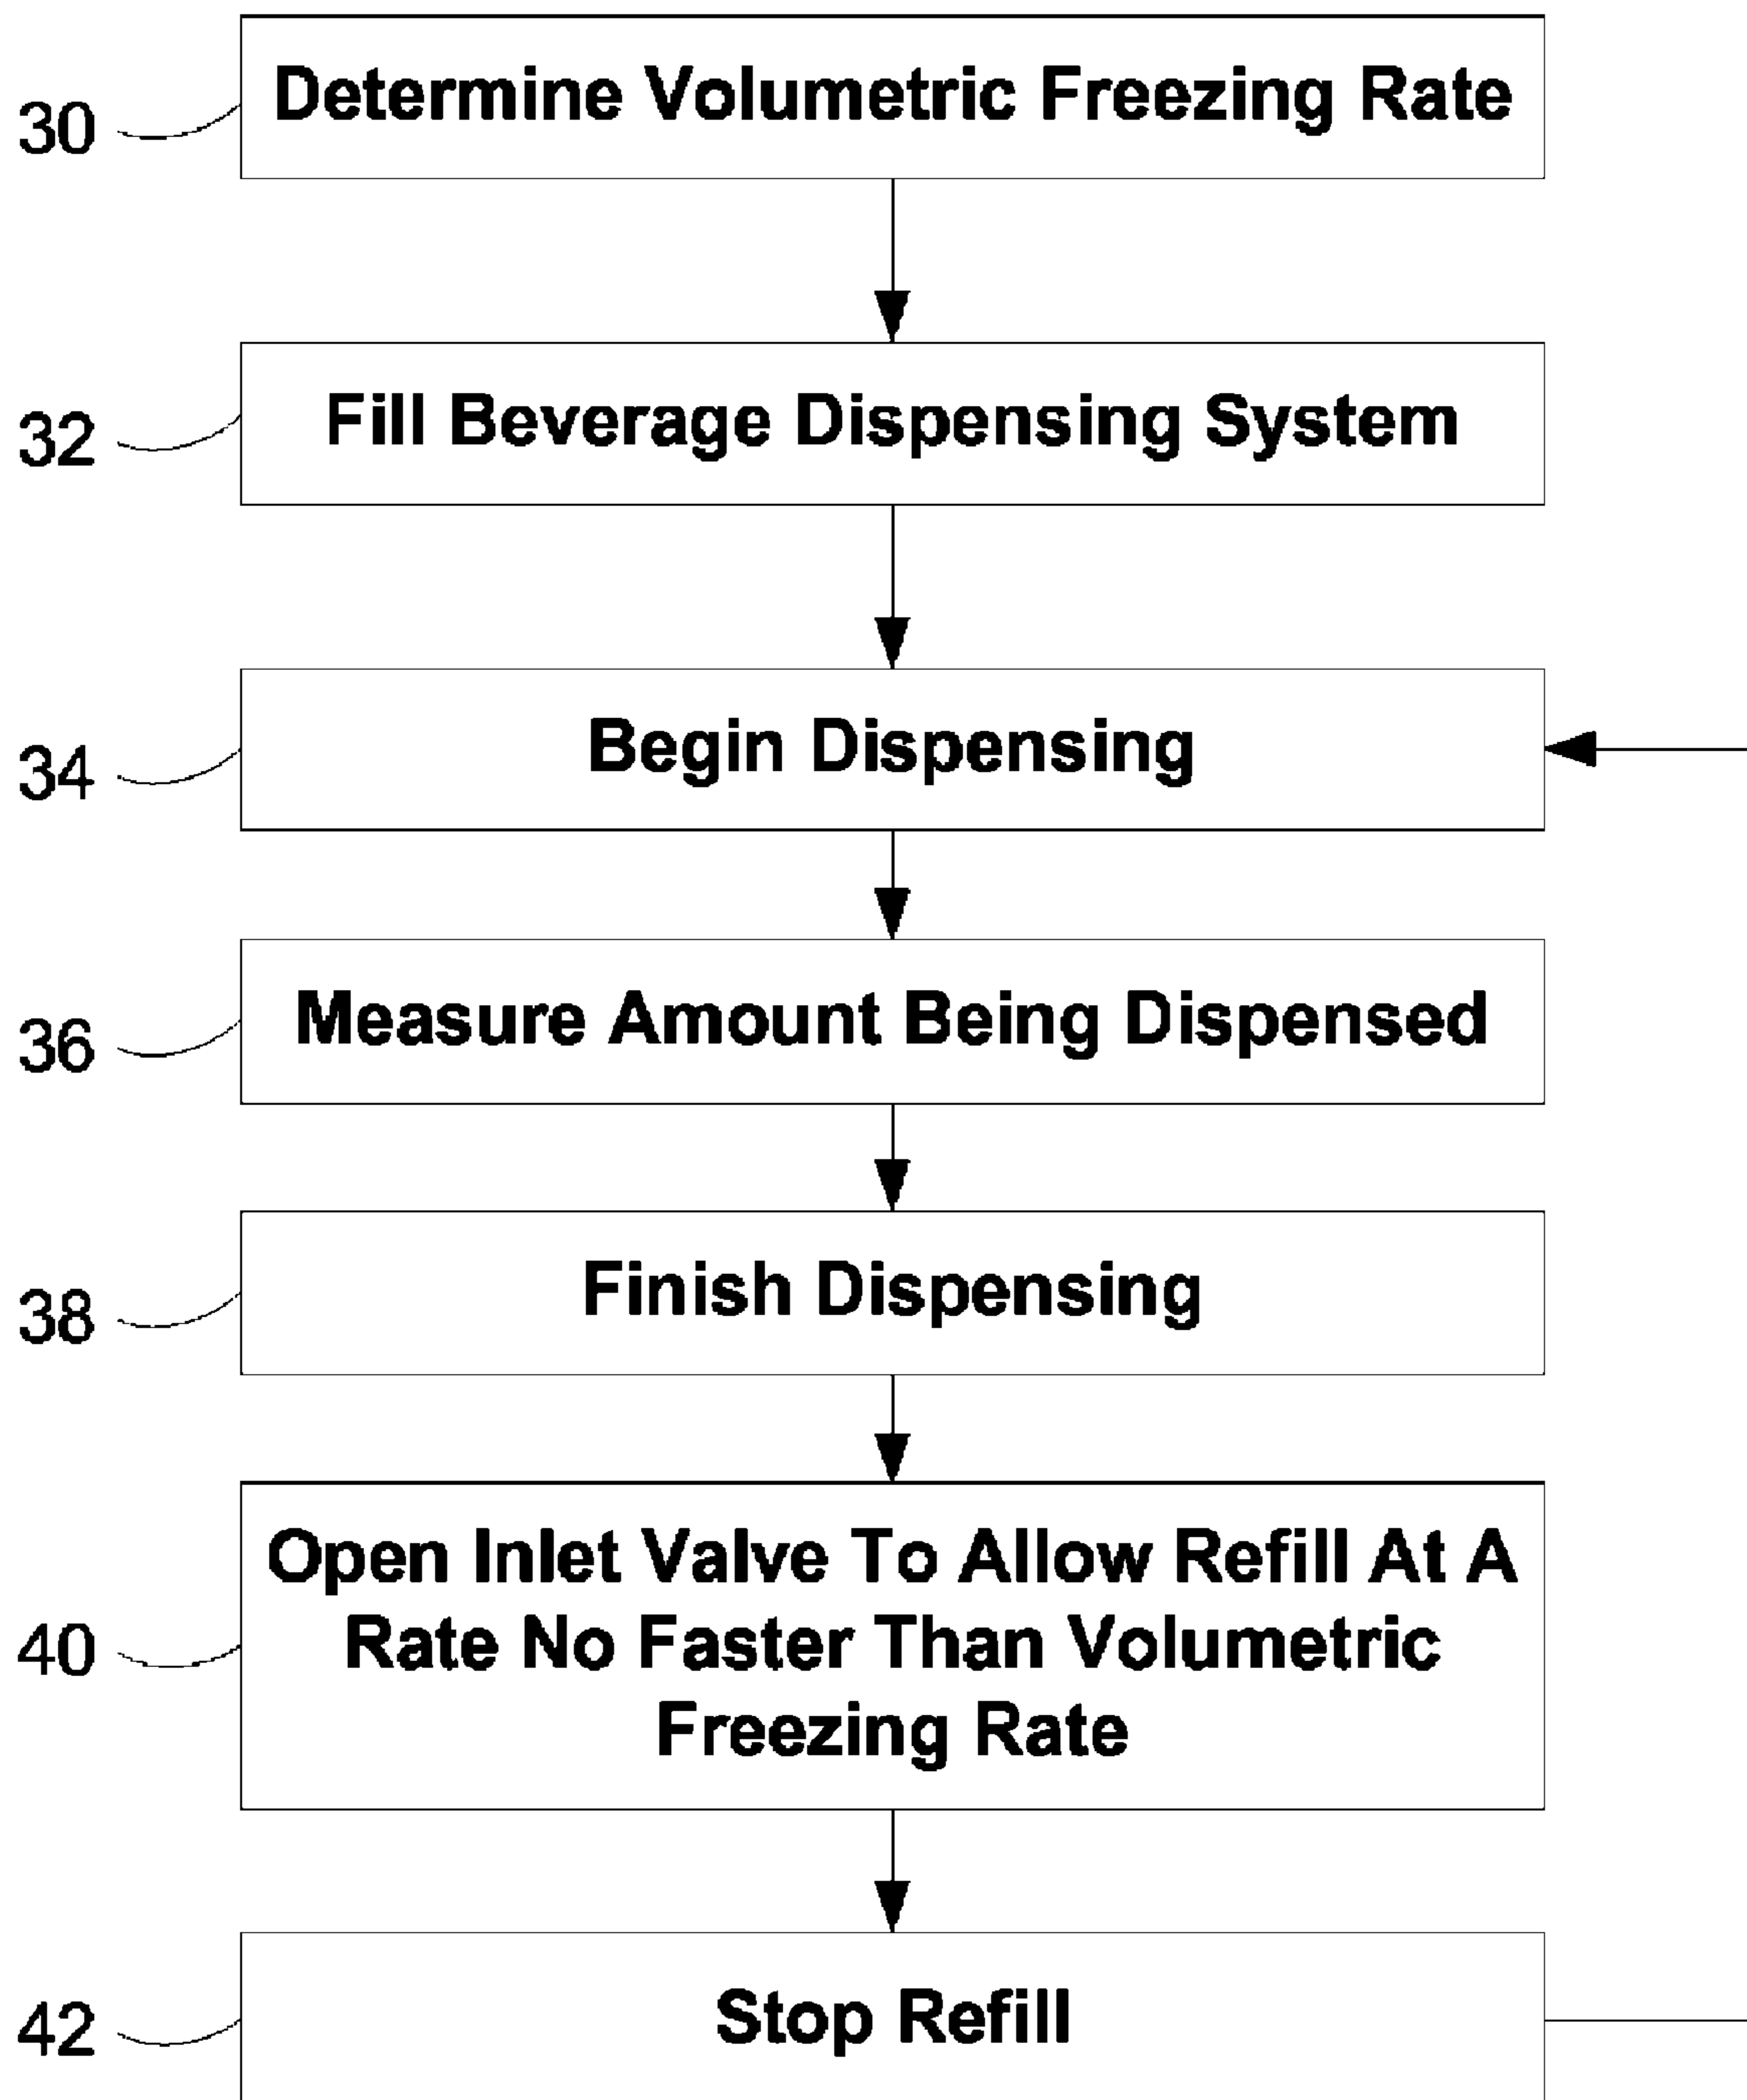 30
Determine Volumetric Freezing Rate
32
Fill Beverage Dispensing System
34
Begin Dispensing
36
Measure Amount Being Dispensed
38
Finish Dispensing
40
Open Inlet Valve To Allow Refill At A
Rate No Faster Than Volumetric
Freezing Rate
42
Stop Refill